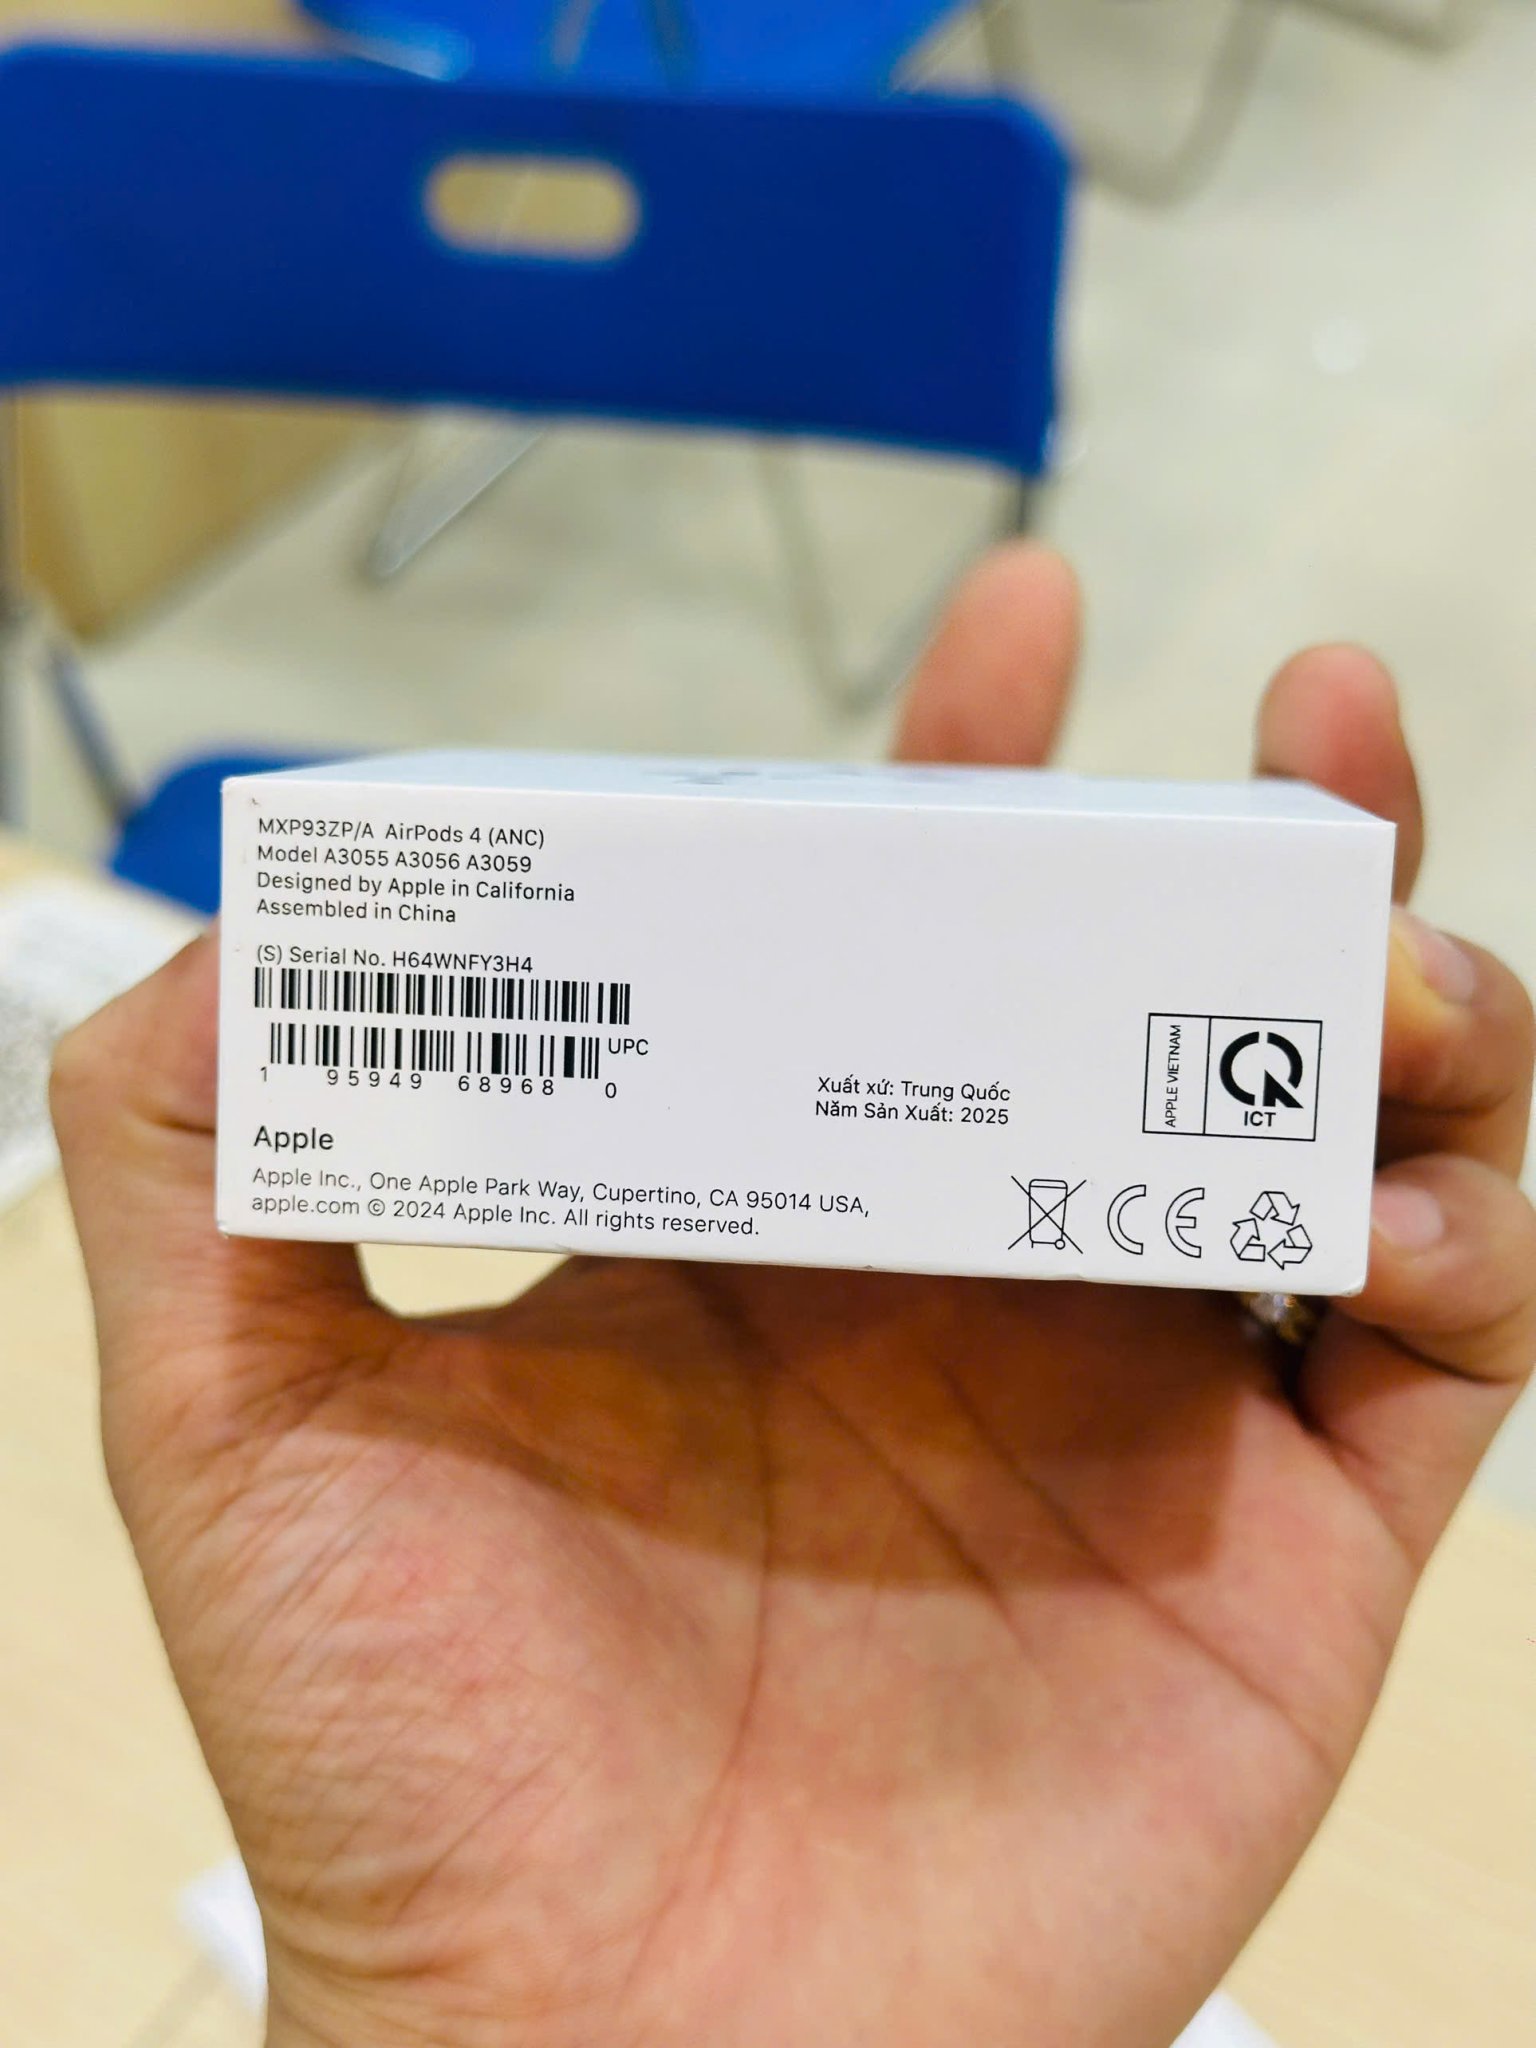 MXP93ZP/A AirPods 4 (ANC)
Model A3055 A3056 A3059
Designed by Apple in California
Assembled in China
(S) Serial No. H64WNFY3H4
UPC
1 95949 68968 0
Xuất xứ: Trung Quốc
Năm Sản Xuất: 2025
APPLE VIETNAM
ICT
Apple
Apple Inc., One Apple Park Way, Cupertino, CA 95014 USA,
apple.com © 2024 Apple Inc. All rights reserved.
CE